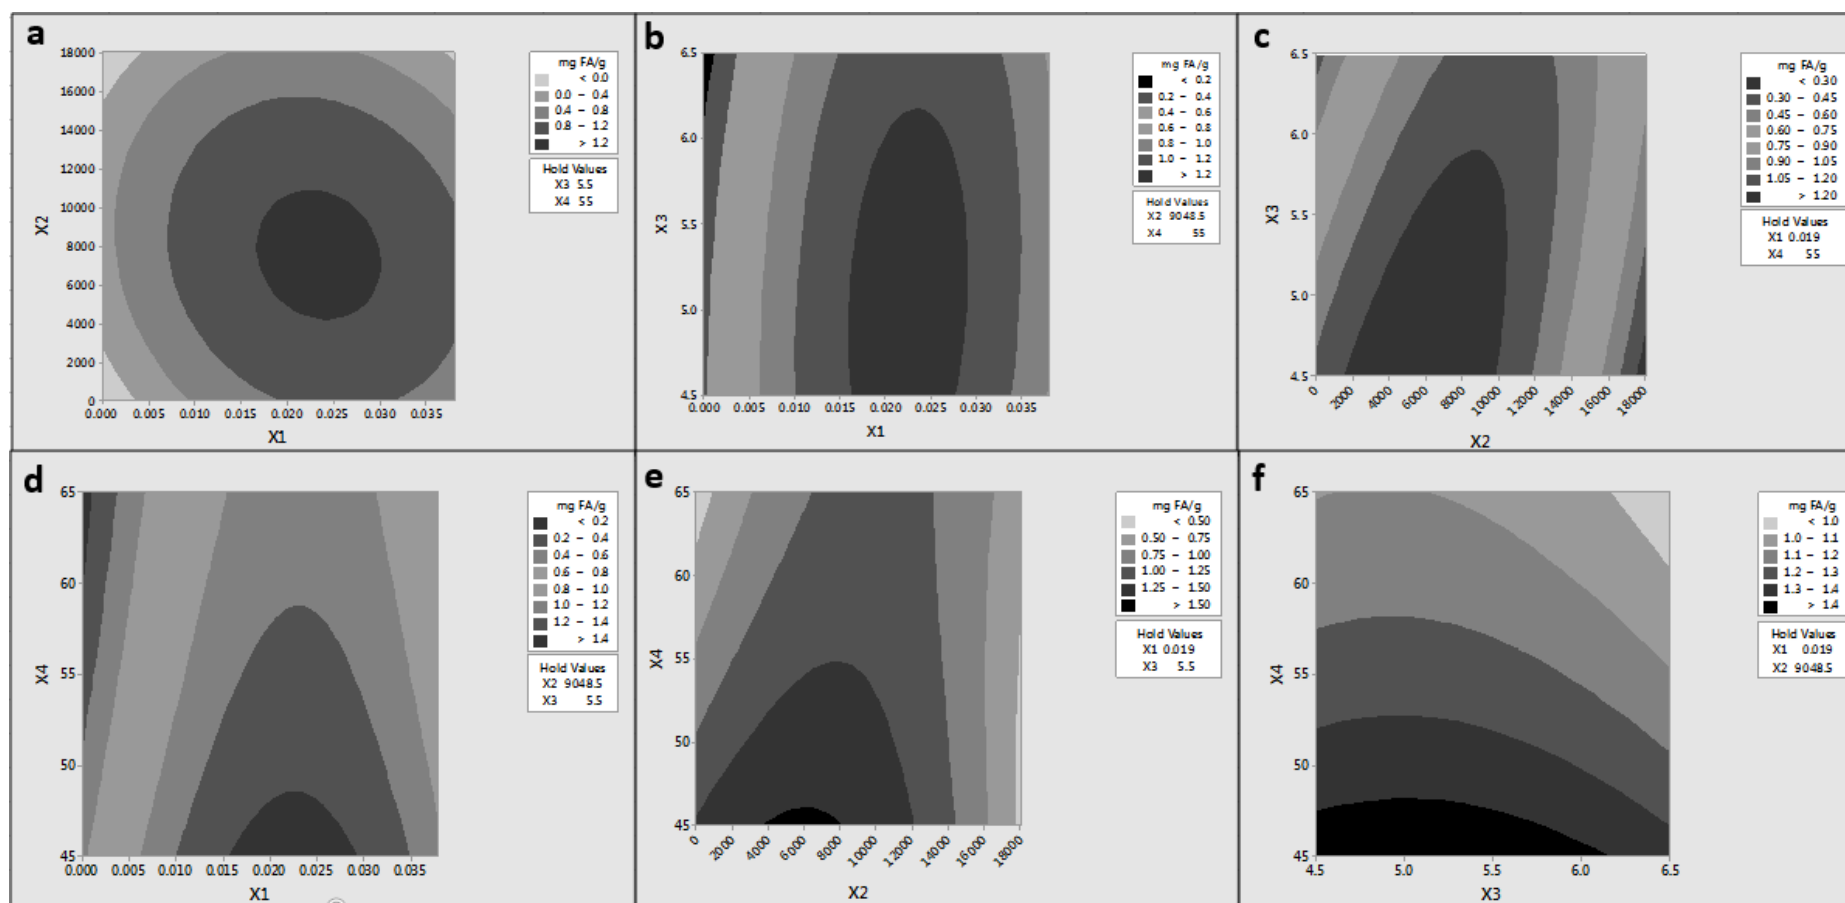 a
X2
18000
16000
14000
12000
10000
8000
6000
4000
2000
0
0.000 0.005 0.010 0.015 0.020 0.025 0.030 0.035
X1
mg FA/g
< 0.0
0.0 – 0.4
0.4 – 0.8
0.8 – 1.2
> 1.2
Hold Values
X3 5.5
X4 55
b
X3
6.5
6.0
5.5
5.0
4.5
0.000 0.005 0.010 0.015 0.020 0.025 0.030 0.035
X1
mg FA/g
< 0.2
0.2 – 0.4
0.4 – 0.6
0.6 – 0.8
0.8 – 1.0
1.0 – 1.2
> 1.2
Hold Values
X2 9048.5
X4 55
c
X3
6.5
6.0
5.5
5.0
4.5
0 2000 4000 6000 8000 10000 12000 14000 16000 18000
X2
mg FA/g
< 0.30
0.30 – 0.45
0.45 – 0.60
0.60 – 0.75
0.75 – 0.90
0.90 – 1.05
1.05 – 1.20
> 1.20
Hold Values
X1 0.019
X4 55
d
X4
65
60
55
50
45
0.000 0.005 0.010 0.015 0.020 0.025 0.030 0.035
X1
mg FA/g
< 0.2
0.2 – 0.4
0.4 – 0.6
0.6 – 0.8
0.8 – 1.0
1.0 – 1.2
1.2 – 1.4
> 1.4
Hold Values
X2 9048.5
X3 5.5
e
X4
65
60
55
50
45
0 2000 4000 6000 8000 10000 12000 14000 16000 18000
X2
mg FA/g
< 0.50
0.50 – 0.75
0.75 – 1.00
1.00 – 1.25
1.25 – 1.50
> 1.50
Hold Values
X1 0.019
X3 5.5
f
X4
65
60
55
50
45
4.5 5.0 5.5 6.0 6.5
X3
mg FA/g
< 1.0
1.0 – 1.1
1.1 – 1.2
1.2 – 1.3
1.3 – 1.4
> 1.4
Hold Values
X1 0.019
X2 9048.5